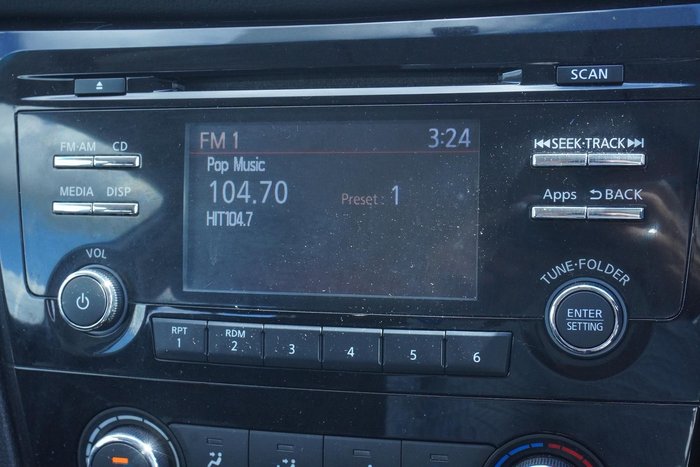 SCAN
FM·AM CD
MEDIA DISP
VOL
FM 1 3:24
Pop Music
104.70 Preset : 1
HIT104.7
SEEK·TRACK
Apps BACK
TUNE·FOLDER
ENTER
SETTING
RPT
1
RDM
2
3
4
5
6